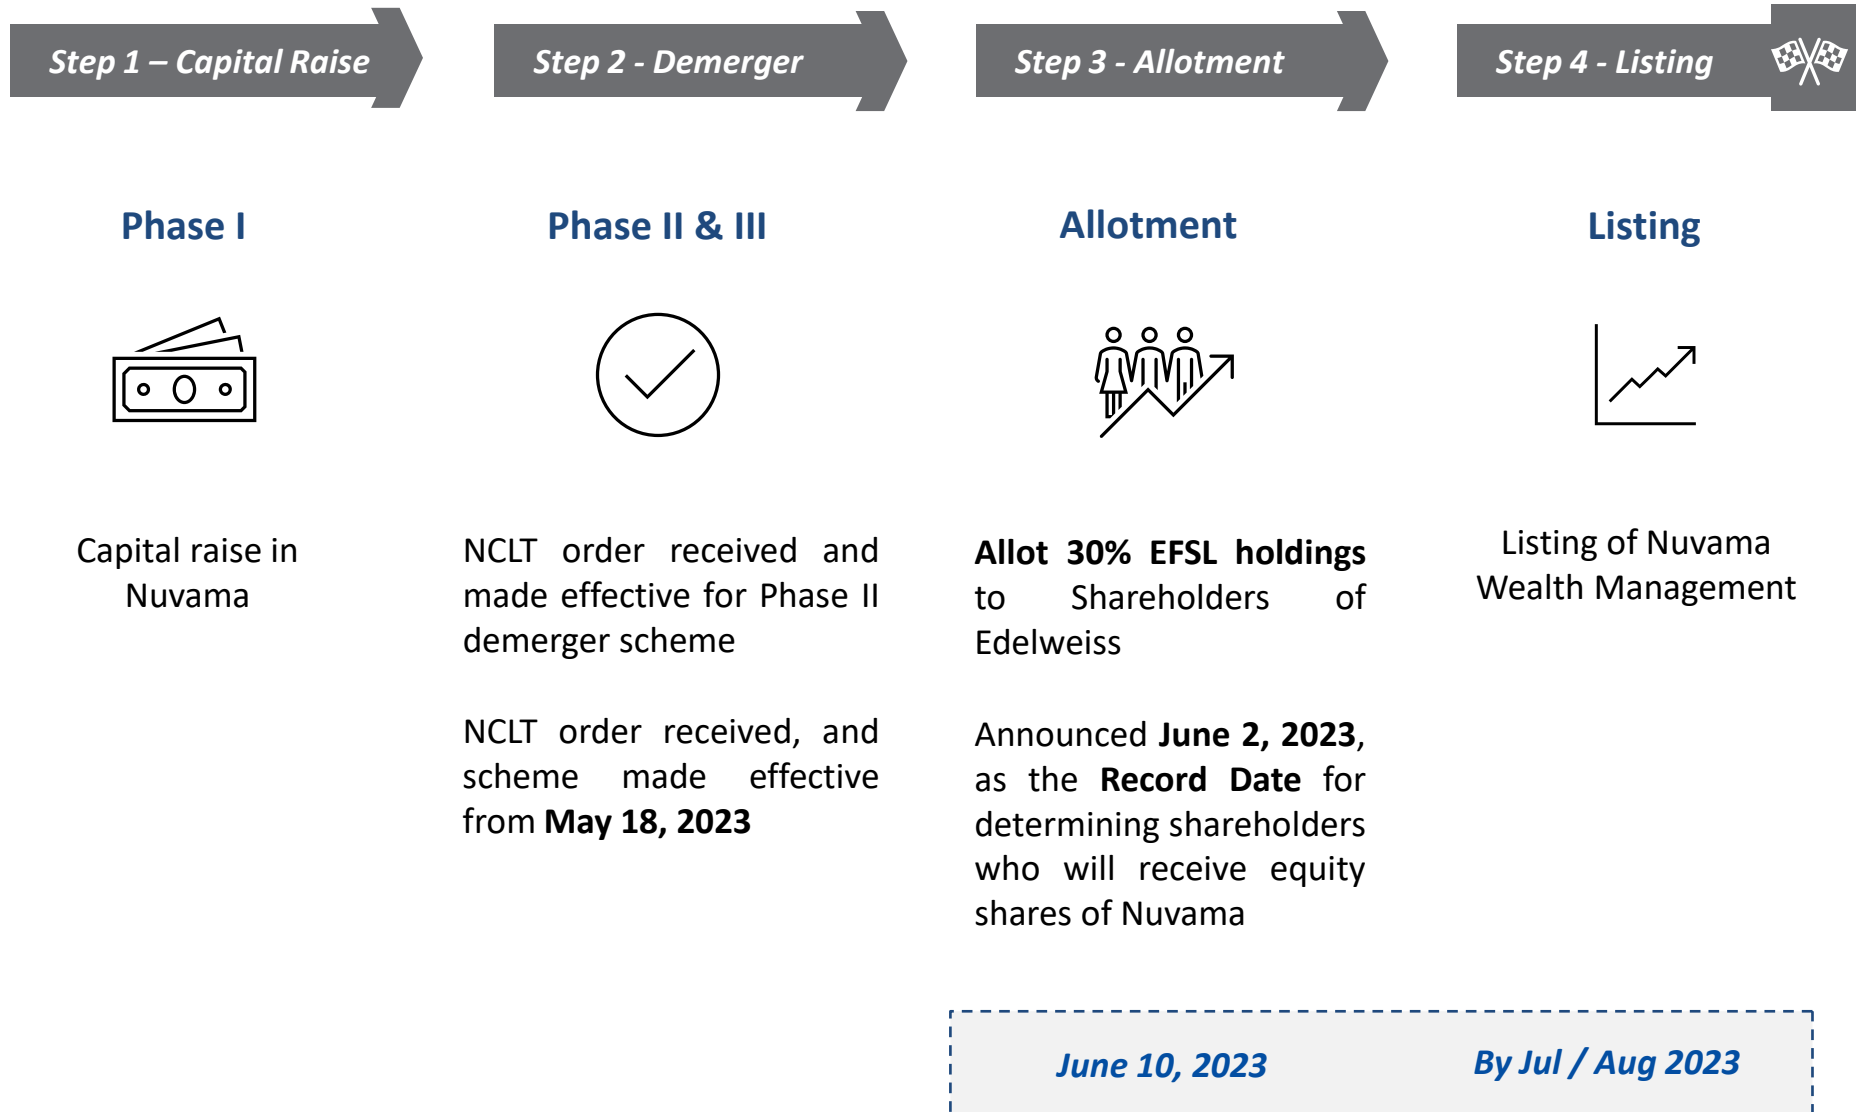 Step 1 – Capital Raise
Step 2 - Demerger
Step 3 - Allotment
Step 4 - Listing
Phase I
Phase II & III
Allotment
Listing
Capital raise in
Nuvama
NCLT order received and
made effective for Phase II
demerger scheme
NCLT order received, and
scheme made effective
from May 18, 2023
Allot 30% EFSL holdings
to Shareholders of
Edelweiss
Announced June 2, 2023,
as the Record Date for
determining shareholders
who will receive equity
shares of Nuvama
Listing of Nuvama
Wealth Management
June 10, 2023
By Jul / Aug 2023